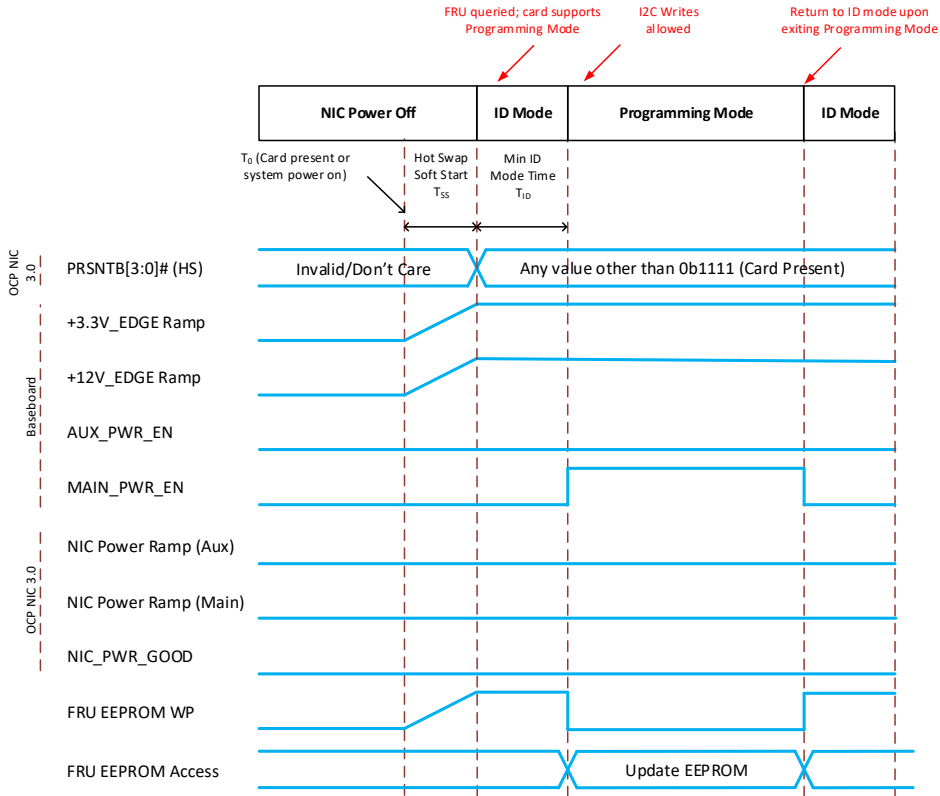 FRU queried; card supports
Programming Mode
I2C Writes
allowed
Return to ID mode upon
exiting Programming Mode
NIC Power Off
ID Mode
Programming Mode
ID Mode
T0 (Card present or
system power on)
Hot Swap
Soft Start
TSS
Min ID
Mode Time
TID
OCP NIC
3.0
PRSNTB[3:0]# (HS)
Invalid/Don't Care
Any value other than 0b1111 (Card Present)
Baseboard
+3.3V_EDGE Ramp
+12V_EDGE Ramp
AUX_PWR_EN
MAIN_PWR_EN
OCP NIC 3.0
NIC Power Ramp (Aux)
NIC Power Ramp (Main)
NIC_PWR_GOOD
FRU EEPROM WP
FRU EEPROM Access
Update EEPROM